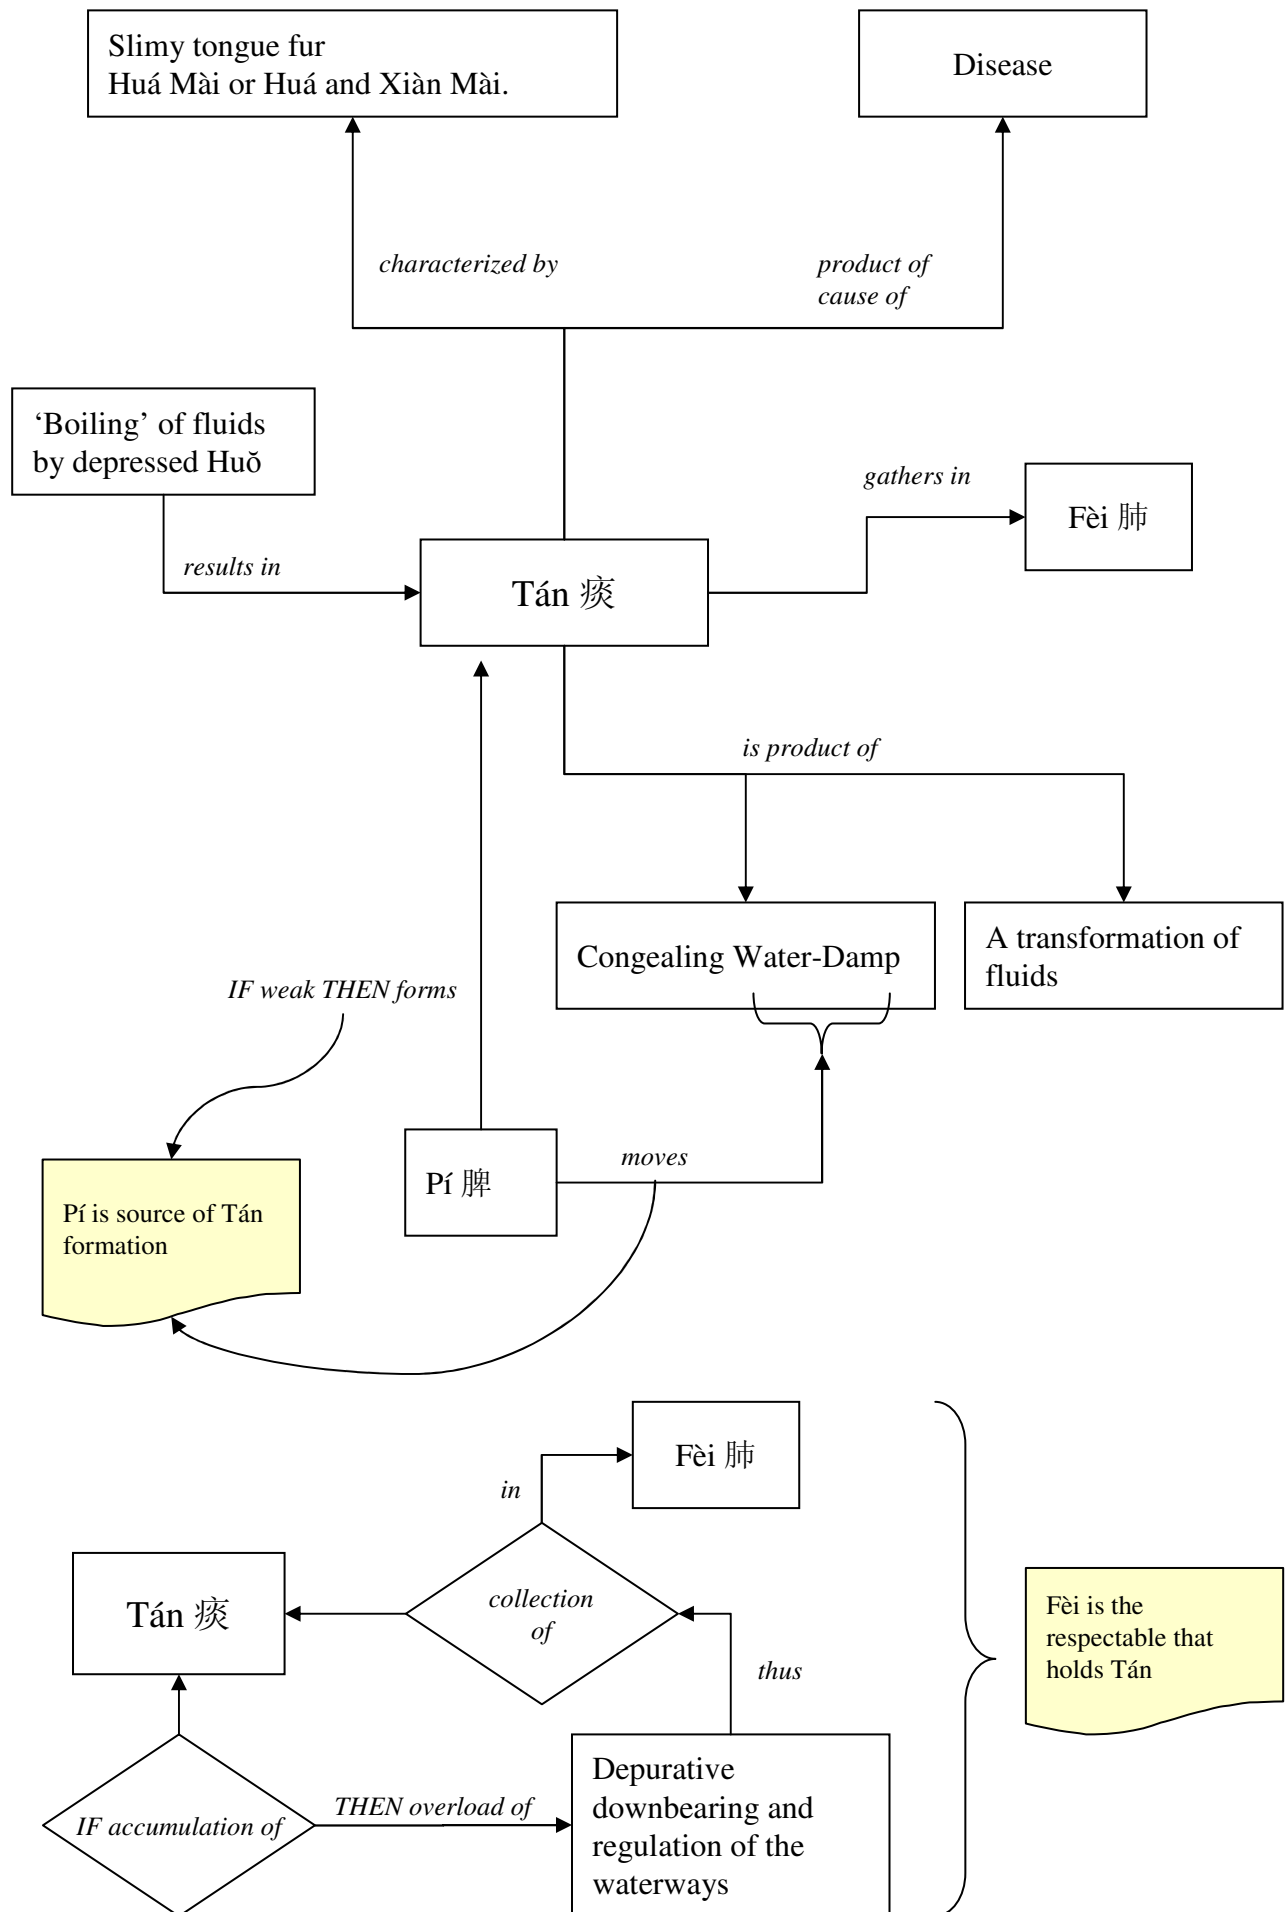 Slimy tongue fur
Huá Mài or Huá and Xiàn Mài.
Disease
characterized by
product of
cause of
‘Boiling’ of fluids
by depressed Huŏ
results in
gathers in
Fèi 肺
Tán 痰
is product of
Congealing Water-Damp
A transformation of
fluids
IF weak THEN forms
Pí 脾
moves
Pí is source of Tán
formation
Fèi 肺
in
collection
of
Tán 痰
thus
Fèi is the
respectable that
holds Tán
IF accumulation of
THEN overload of
Depurative
downbearing and
regulation of the
waterways